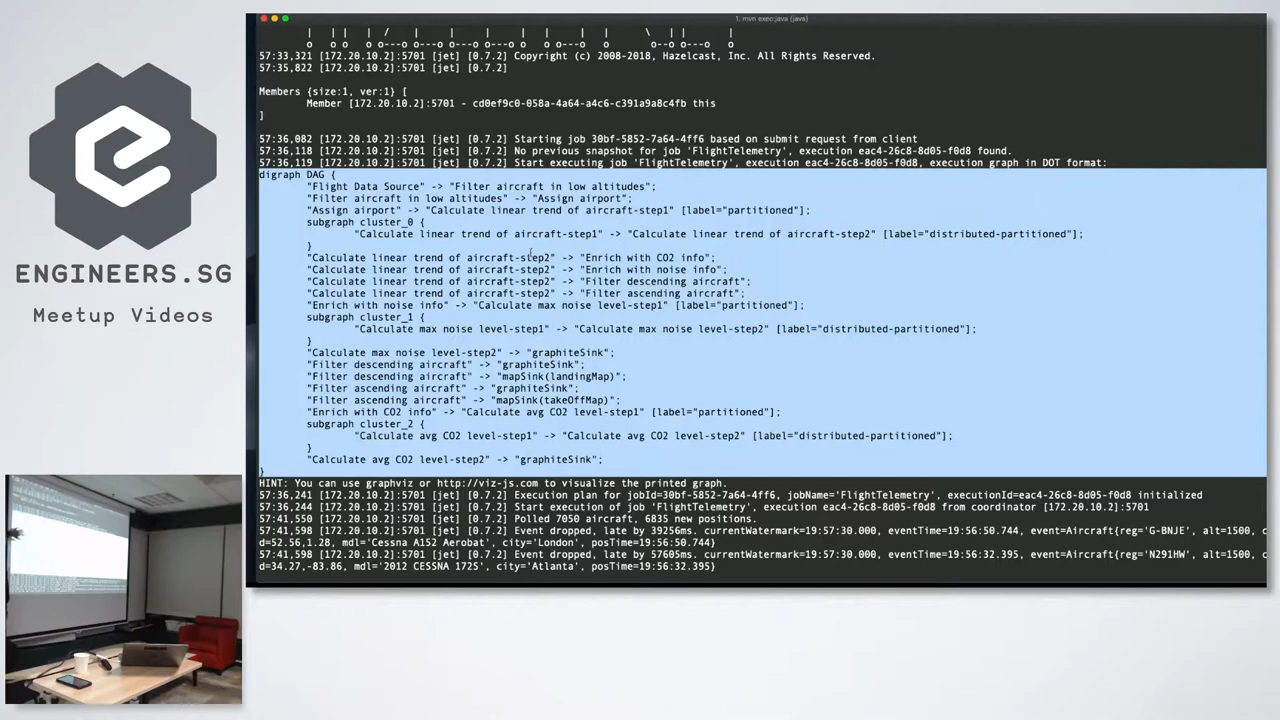 1. mvn exec:java (java)
| | | | / | | | | | | \ | | |
o o o o---o o---o o---o o---o o---o o--o o---o o
57:33,321 [172.20.10.2]:5701 [jet] [0.7.2] Copyright (c) 2008-2018, Hazelcast, Inc. All Rights Reserved.
57:35,822 [172.20.10.2]:5701 [jet] [0.7.2]
Members {size:1, ver:1} [
Member [172.20.10.2]:5701 - cd0ef9c0-058a-4a64-a4c6-c391a9a8c4fb this
]
57:36,082 [172.20.10.2]:5701 [jet] [0.7.2] Starting job 30bf-5852-7a64-4ff6 based on submit request from client
57:36,118 [172.20.10.2]:5701 [jet] [0.7.2] No previous snapshot for job 'FlightTelemetry', execution eac4-26c8-8d05-f0d8 found.
57:36,119 [172.20.10.2]:5701 [jet] [0.7.2] Start executing job 'FlightTelemetry', execution eac4-26c8-8d05-f0d8, execution graph in DOT format:
digraph DAG {
"Flight Data Source" -> "Filter aircraft in low altitudes";
"Filter aircraft in low altitudes" -> "Assign airport";
"Assign airport" -> "Calculate linear trend of aircraft-step1" [label="partitioned"];
subgraph cluster_0 {
"Calculate linear trend of aircraft-step1" -> "Calculate linear trend of aircraft-step2" [label="distributed-partitioned"];
}
"Calculate linear trend of aircraft-step2" -> "Enrich with CO2 info";
"Calculate linear trend of aircraft-step2" -> "Enrich with noise info";
"Calculate linear trend of aircraft-step2" -> "Filter descending aircraft";
"Calculate linear trend of aircraft-step2" -> "Filter ascending aircraft";
"Enrich with noise info" -> "Calculate max noise level-step1" [label="partitioned"];
subgraph cluster_1 {
"Calculate max noise level-step1" -> "Calculate max noise level-step2" [label="distributed-partitioned"];
}
"Calculate max noise level-step2" -> "graphiteSink";
"Filter descending aircraft" -> "graphiteSink";
"Filter descending aircraft" -> "mapSink(landingMap)";
"Filter ascending aircraft" -> "graphiteSink";
"Filter ascending aircraft" -> "mapSink(takeOffMap)";
"Enrich with CO2 info" -> "Calculate avg CO2 level-step1" [label="partitioned"];
subgraph cluster_2 {
"Calculate avg CO2 level-step1" -> "Calculate avg CO2 level-step2" [label="distributed-partitioned"];
}
"Calculate avg CO2 level-step2" -> "graphiteSink";
}
HINT: You can use graphviz or http://viz-js.com to visualize the printed graph.
57:36,241 [172.20.10.2]:5701 [jet] [0.7.2] Execution plan for jobId=30bf-5852-7a64-4ff6, jobName='FlightTelemetry', executionId=eac4-26c8-8d05-f0d8 initialized
57:36,244 [172.20.10.2]:5701 [jet] [0.7.2] Start execution of job 'FlightTelemetry', execution eac4-26c8-8d05-f0d8 from coordinator [172.20.10.2]:5701
57:41,550 [172.20.10.2]:5701 [jet] [0.7.2] Polled 7050 aircraft, 6835 new positions.
57:41,598 [172.20.10.2]:5701 [jet] [0.7.2] Event dropped, late by 39256ms. currentWatermark=19:57:30.000, eventTime=19:56:50.744, event=Aircraft{reg='G-BNJE', alt=1500, c
d=52.56,1.28, mdl='Cessna A152 Aerobat', city='London', posTime=19:56:50.744}
57:41,598 [172.20.10.2]:5701 [jet] [0.7.2] Event dropped, late by 57605ms. currentWatermark=19:57:30.000, eventTime=19:56:32.395, event=Aircraft{reg='N291HW', alt=1500, c
d=34.27,-83.86, mdl='2012 CESSNA 172S', city='Atlanta', posTime=19:56:32.395}
ENGINEERS.SG
Meetup Videos